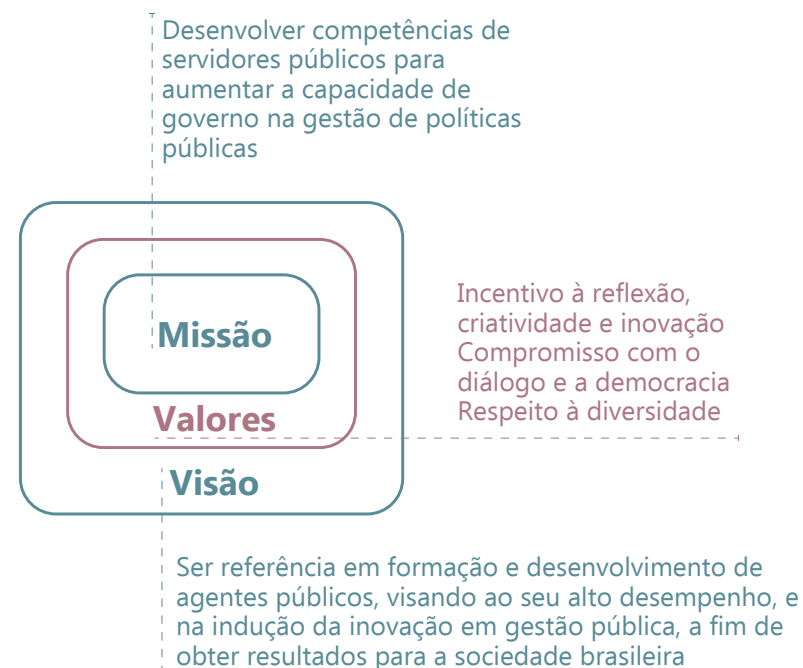 Desenvolver competências de
servidores públicos para
aumentar a capacidade de
governo na gestão de políticas
públicas
Missão
Valores
Visão
Incentivo à reflexão,
criatividade e inovação
Compromisso com o
diálogo e a democracia
Respeito à diversidade
Ser referência em formação e desenvolvimento de
agentes públicos, visando ao seu alto desempenho, e
na indução da inovação em gestão pública, a fim de
obter resultados para a sociedade brasileira